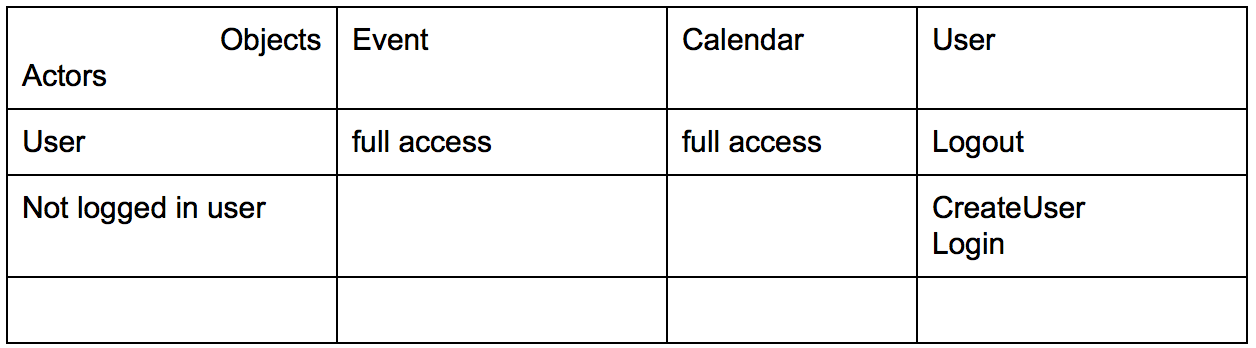 Objects Event Calendar User
Actors
User full access full access Logout
Not logged in user CreateUser
Login